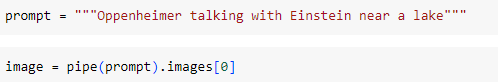 prompt = """Oppenheimer talking with Einstein near a lake"""
image = pipe(prompt).images[0]